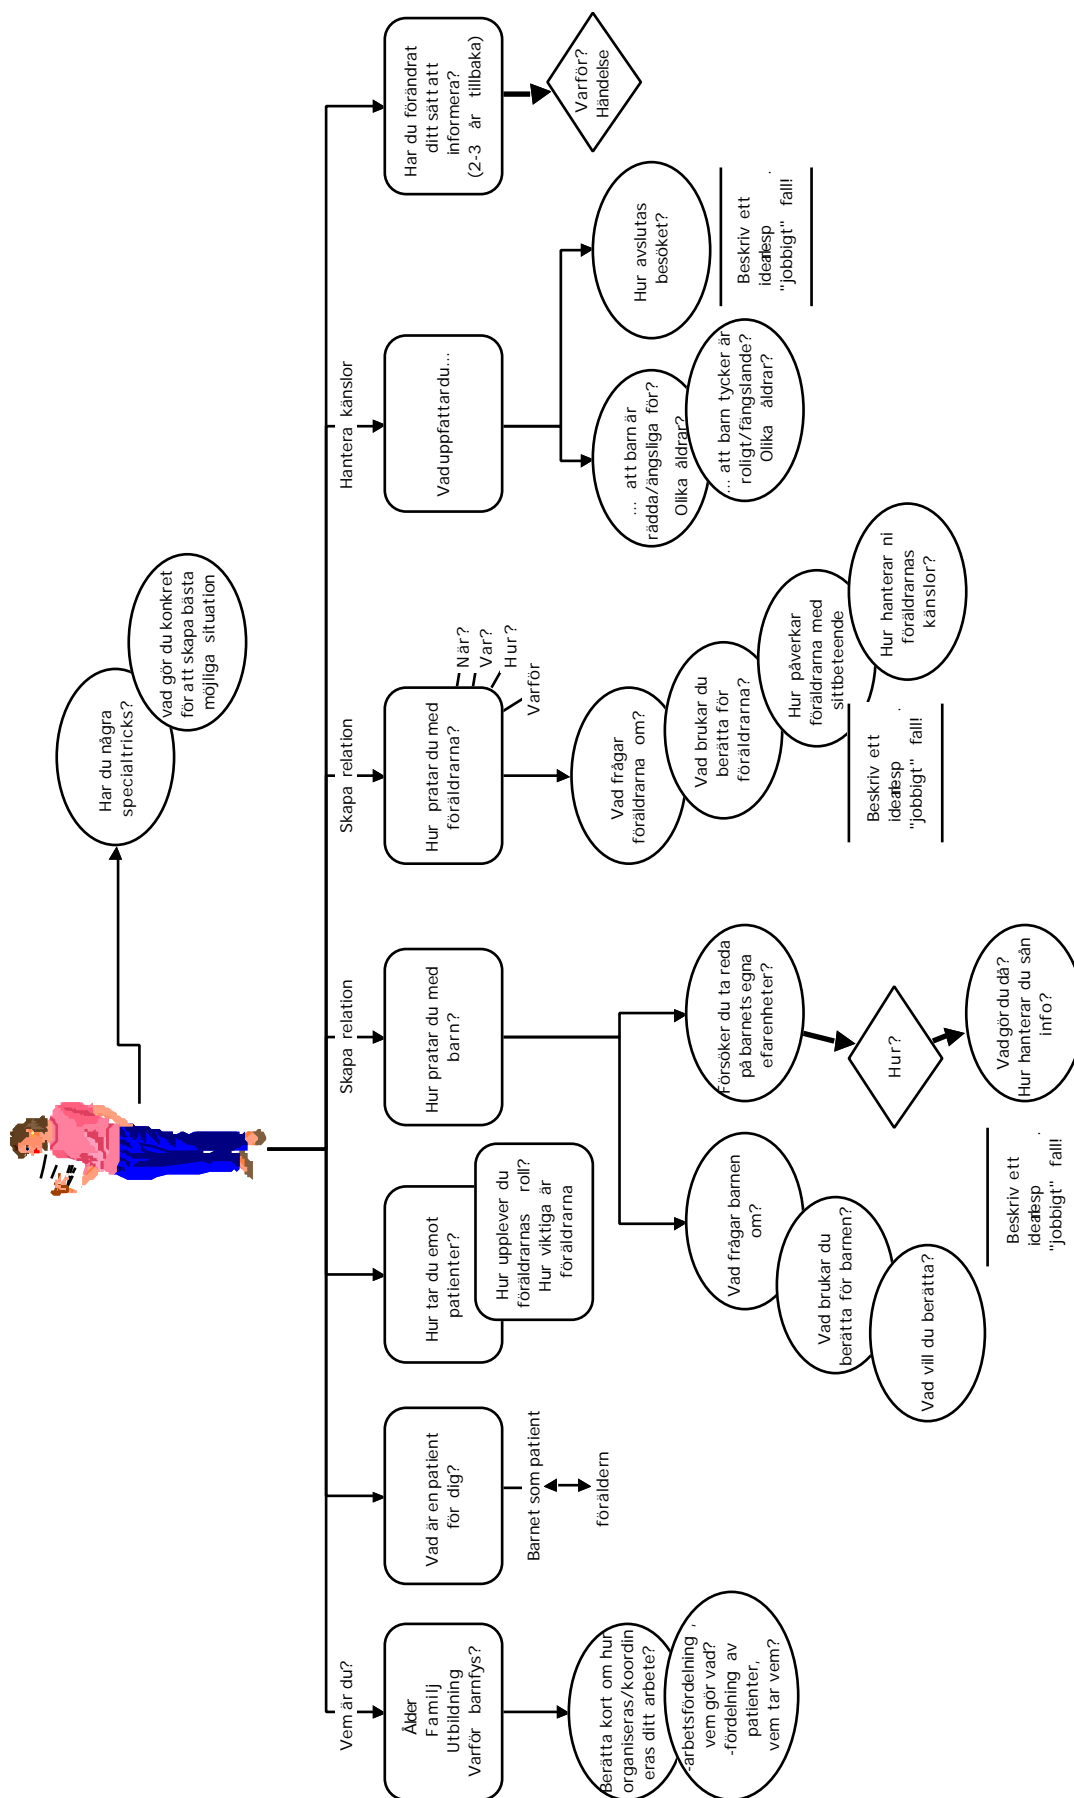 Har du några
specialtricks?
vad gör du konkret
för att skapa bästa
möjliga situation
Vem är du?
Ålder
Familj
Utbildning
Varför barnfys?
Berätta kort om hur
organiseras/koordin
eras ditt arbete?
-arbetsfördelning,
vem gör vad?
-fördelning av
patienter,
vem tar vem?
Vad är en patient
för dig?
Barnet som patient
föräldern
Hur tar du emot
patienter?
Hur upplever du
föräldrarnas roll?
Hur viktiga är
föräldrarna
Skapa relation
Hur pratar du med
barn?
Vad frågar barnen
om?
Vad brukar du
berätta för barnen?
Vad vill du berätta?
Försöker du ta reda
på barnets egna
efarenheter?
Hur?
Vad gör du då?
Hur hanterar du sån
info?
Beskriv ett
"jobbigt" fall!
Skapa relation
Hur pratar du med
föräldrarna?
När?
Var?
Hur?
Varför
Vad frågar
föräldrarna om?
Vad brukar du
berätta för
föräldrarna?
Hur påverkar
föräldrarna med
sittbeteende
Hur hanterar ni
föräldrarnas
känslor?
Beskriv ett
"jobbigt" fall!
Hantera känslor
Vad uppfattar du...
... att barn är
rädda/ängsliga för?
Olika åldrar?
... att barn tycker är
roligt/fängslande?
Olika åldrar?
Hur avslutas
besöket?
Beskriv ett
"jobbigt" fall!
Har du förändrat
ditt sätt att
informera?
(2-3 år tillbaka)
Varför?
Händelse